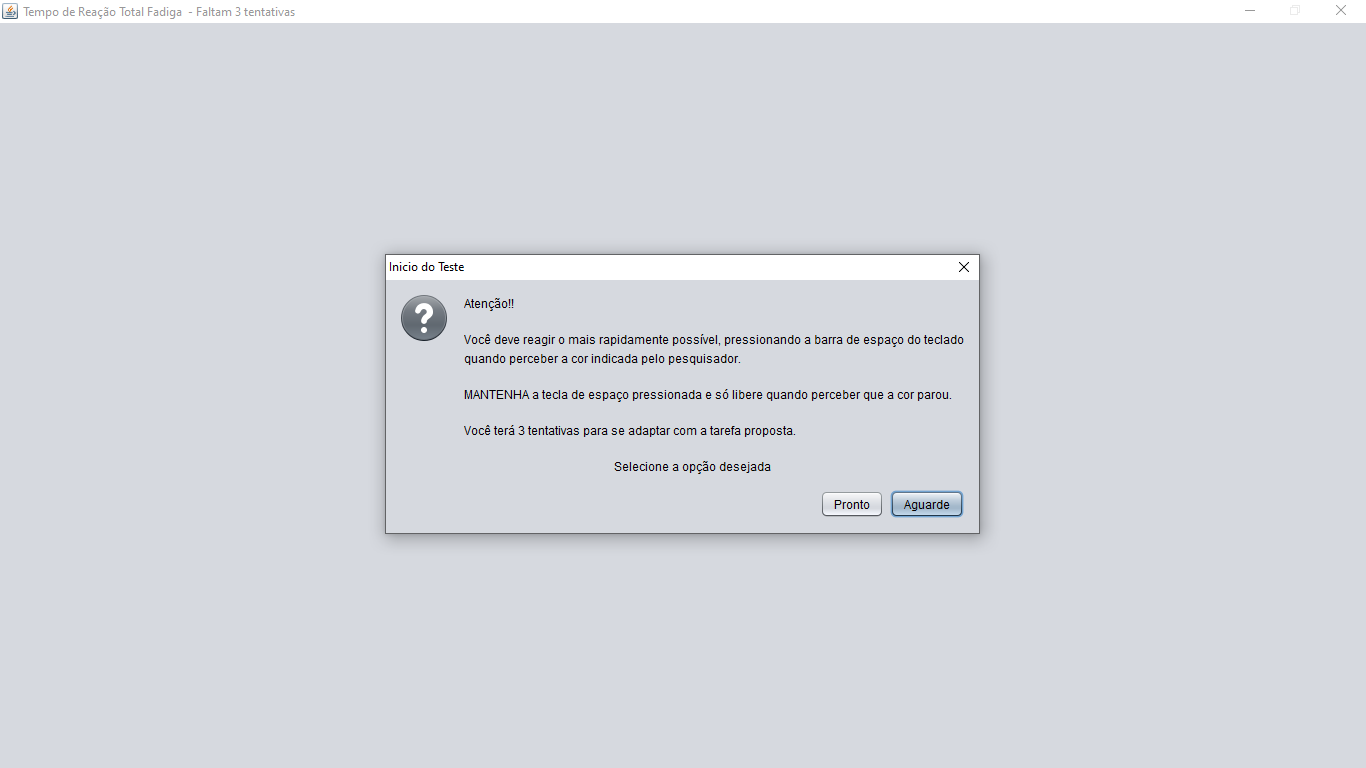 Tempo de Reação Total Fadiga - Faltam 3 tentativas
Inicio do Teste
Atenção!!
Você deve reagir o mais rapidamente possível, pressionando a barra de espaço do teclado
quando perceber a cor indicada pelo pesquisador.
MANTENHA a tecla de espaço pressionada e só libere quando perceber que a cor parou.
Você terá 3 tentativas para se adaptar com a tarefa proposta.
Selecione a opção desejada
Pronto Aguarde